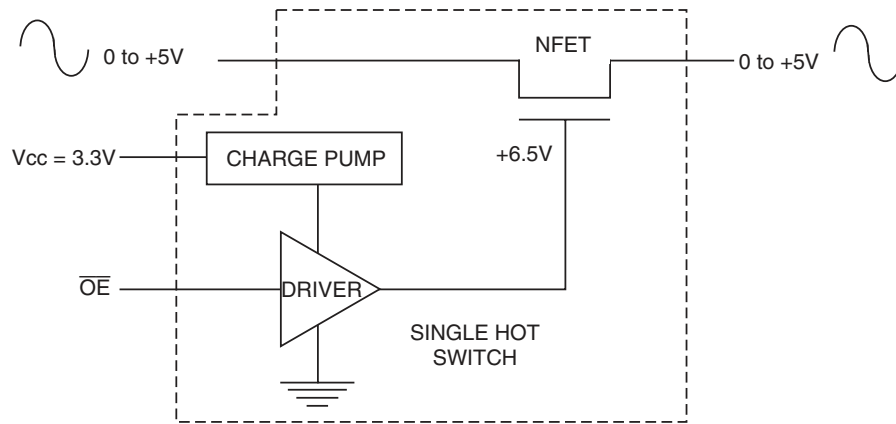 NFET
0 to +5V
0 to +5V
Vcc = 3.3V
CHARGE PUMP
+6.5V
OE
DRIVER
SINGLE HOT
SWITCH